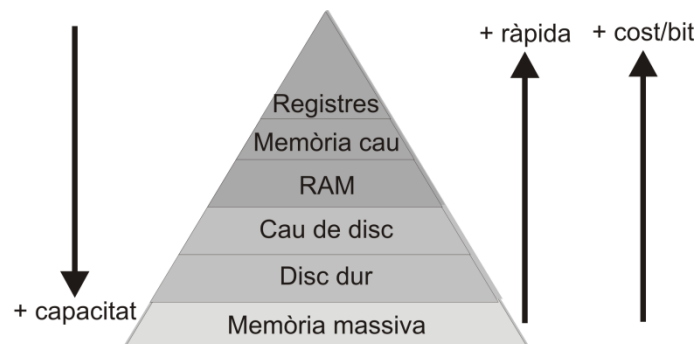 + ràpida + cost/bit
Registres
Memòria cau
RAM
Cau de disc
Disc dur
+ capacitat
Memòria massiva